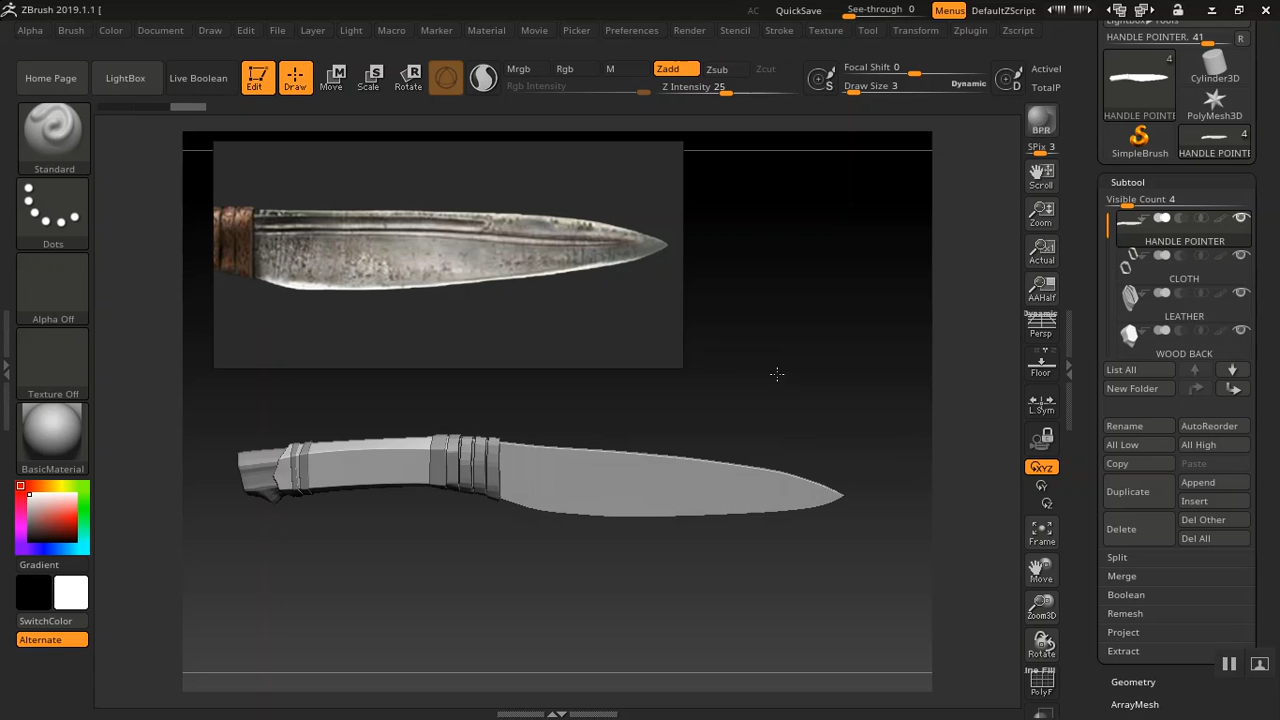 ZBrush 2019.1.1 [
AC QuickSave See-through 0 Menus DefaultZScript
Alpha Brush Color Document Draw Edit File Layer Light Macro Marker Material Movie Picker Preferences Render Stencil Stroke Texture Tool Transform Zplugin Zscript
Home Page LightBox Live Boolean Edit Draw Move Scale Rotate
Mrgb Rgb M Zadd Zsub Zcut
Rgb Intensity Z Intensity 25
Focal Shift 0
Draw Size 3 Dynamic
S D
Activel
TotalP
Standard
Dots
Alpha Off
Texture Off
BasicMaterial
Gradient
SwitchColor
Alternate
BPR
SPix 3
Scroll
Zoom
Actual
AAHalf
Dynamic
Persp
Floor
L.Sym
XYZ
Y
Z
Frame
Move
Zoom3D
Rotate
PolyF
HANDLE POINTER. 41 R
4
HANDLE POINTE
Cylinder3D
PolyMesh3D
SimpleBrush
4
HANDLE POINTE
Subtool
Visible Count 4
HANDLE POINTER
CLOTH
LEATHER
WOOD BACK
List All
New Folder
Rename AutoReorder
All Low All High
Copy Paste
Duplicate Append
Insert
Delete Del Other
Del All
Split
Merge
Boolean
Remesh
Project
Extract
Geometry
ArrayMesh